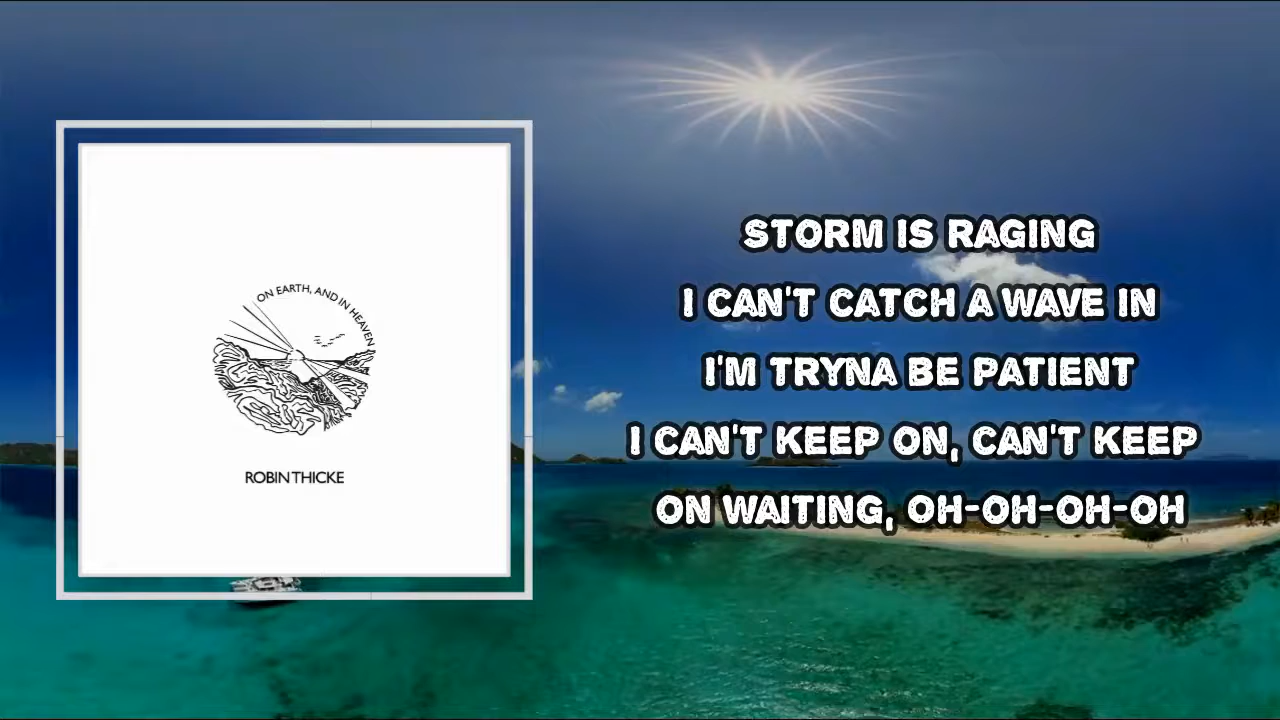 ON EARTH, AND IN HEAVEN
ROBIN THICKE
STORM IS RAGING
I CAN'T CATCH A WAVE IN
I'M TRYNA BE PATIENT
I CAN'T KEEP ON, CAN'T KEEP
ON WAITING, OH-OH-OH-OH